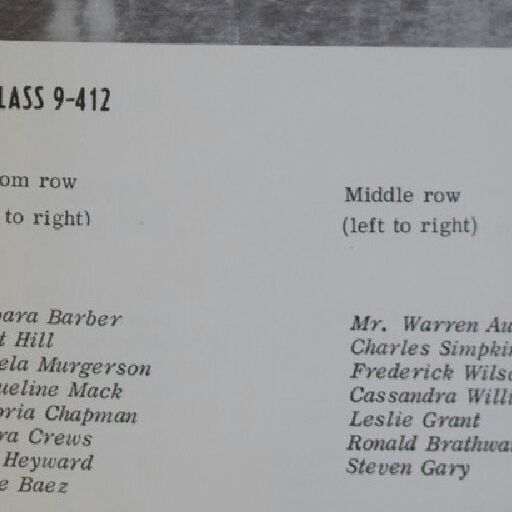 LASS 9-412
om row
to right)
ara Barber
t Hill
ela Murgerson
ueline Mack
oria Chapman
ra Crews
Heyward
e Baez
Middle row
(left to right)
Mr. Warren Au
Charles Simpkin
Frederick Wils
Cassandra Willi
Leslie Grant
Ronald Brathwa
Steven Gary